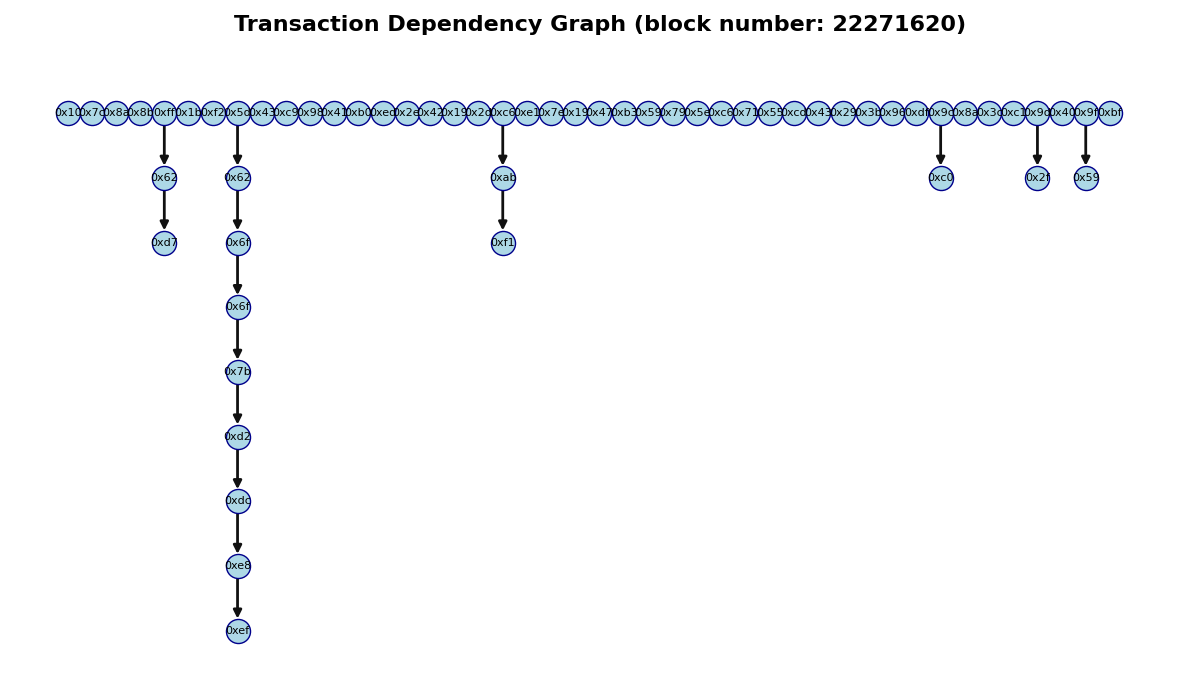 Transaction Dependency Graph (block number: 22271620)
0x10 0x7c 0x8a 0x8b 0xff 0x1b 0xf2 0x5d 0x43 0xc9 0x98 0x41 0xb0 0xed 0x2e 0x42 0x19 0x2d 0xc6 0xe1 0x7e 0x19 0x47 0xb3 0x59 0x79 0x5e 0xc6 0x71 0x55 0xcd 0x43 0x29 0x3b 0x96 0xdf 0x9c 0x8a 0x3c 0xc1 0x9c 0x40 0x9f 0xbf
0x62 0x62 0xab 0xc0 0x2f 0x59
0xd7 0x6f 0xf1
0x6f
0x7b
0xd2
0xdc
0xe8
0xef